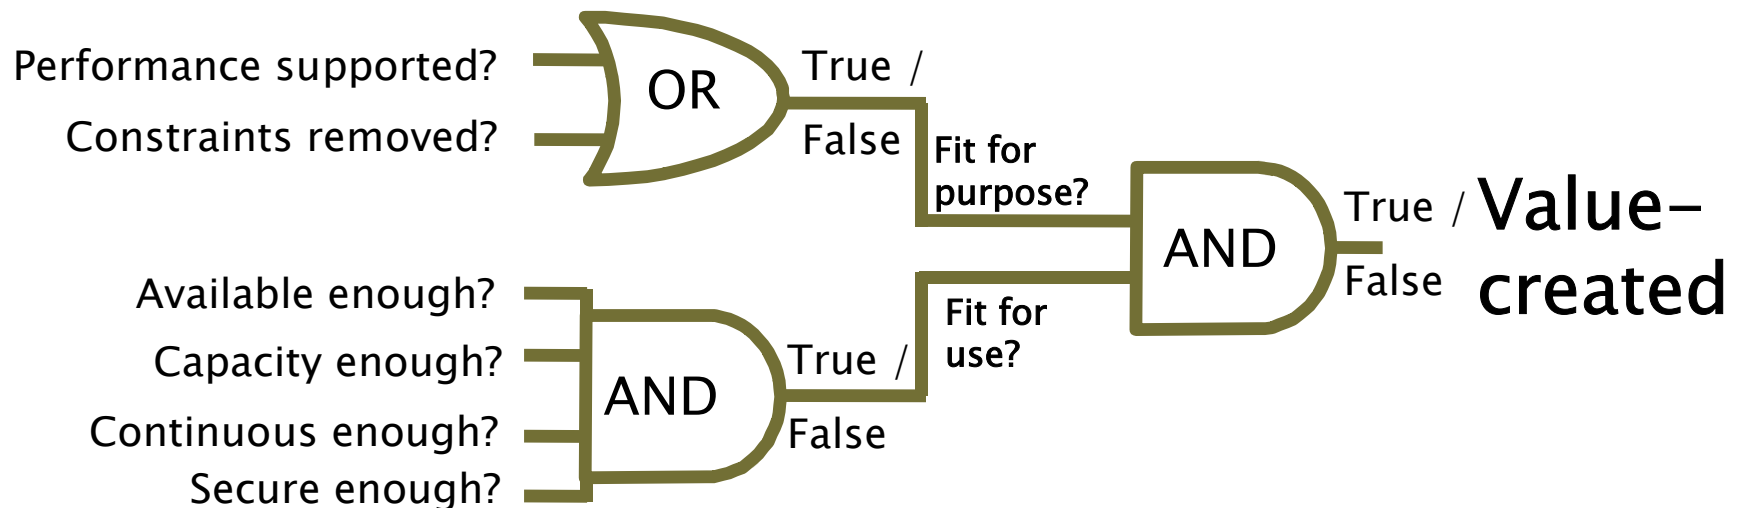 Performance supported?
Constraints removed?
OR
True /
False
Fit for
purpose?
Available enough?
Capacity enough?
Continuous enough?
Secure enough?
AND
True /
False
Fit for
use?
AND
True /
False
Value-
created